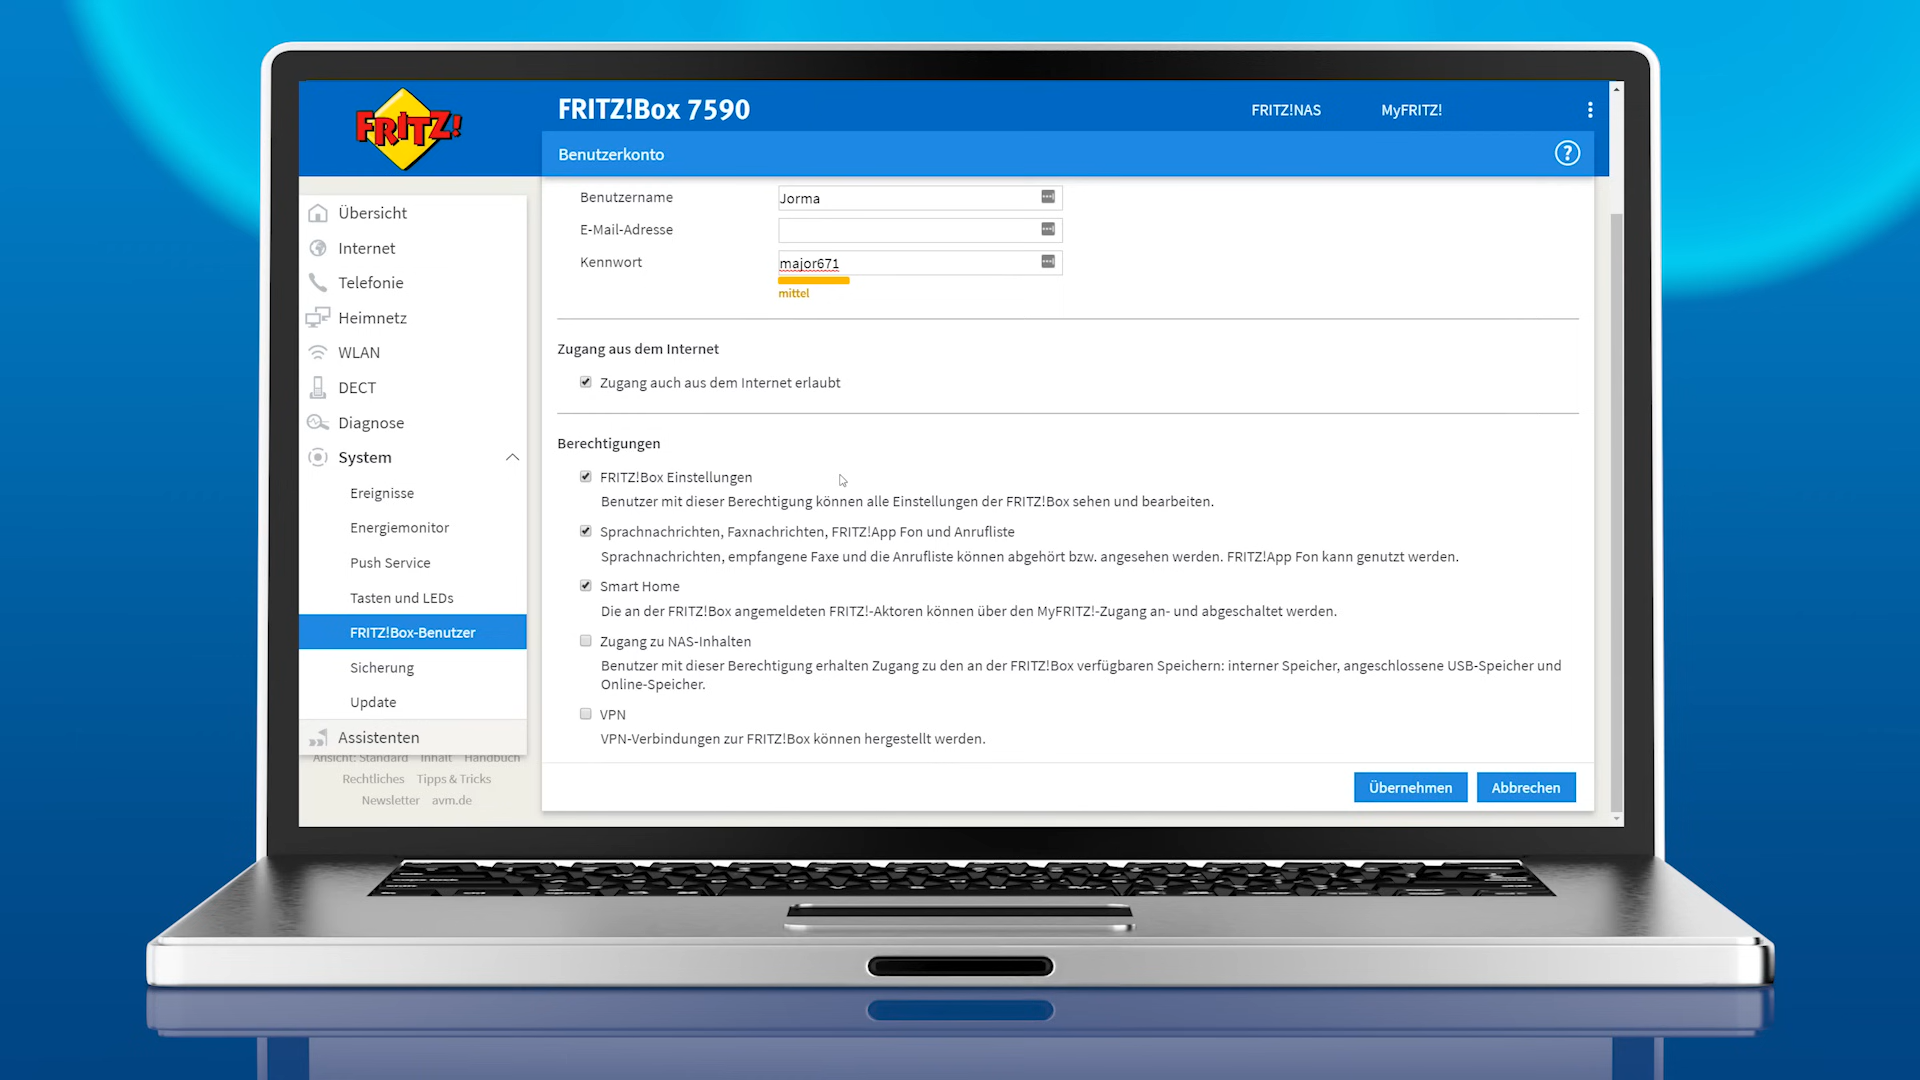 FRITZ!
FRITZ!Box 7590
FRITZ!NAS
MyFRITZ!
Benutzerkonto
?
Übersicht
Internet
Telefonie
Heimnetz
WLAN
DECT
Diagnose
System
Ereignisse
Energiemonitor
Push Service
Tasten und LEDs
FRITZ!Box-Benutzer
Sicherung
Update
Assistenten
Ansicht: Standard Inhalt Handbuch
Rechtliches Tipps & Tricks
Newsletter avm.de
Benutzername Jorma
E-Mail-Adresse
Kennwort major671
mittel
Zugang aus dem Internet
Zugang auch aus dem Internet erlaubt
Berechtigungen
FRITZ!Box Einstellungen
Benutzer mit dieser Berechtigung können alle Einstellungen der FRITZ!Box sehen und bearbeiten.
Sprachnachrichten, Faxnachrichten, FRITZ!App Fon und Anrufliste
Sprachnachrichten, empfangene Faxe und die Anrufliste können abgehört bzw. angesehen werden. FRITZ!App Fon kann genutzt werden.
Smart Home
Die an der FRITZ!Box angemeldeten FRITZ!-Aktoren können über den MyFRITZ!-Zugang an- und abgeschaltet werden.
Zugang zu NAS-Inhalten
Benutzer mit dieser Berechtigung erhalten Zugang zu den an der FRITZ!Box verfügbaren Speichern: interner Speicher, angeschlossene USB-Speicher und
Online-Speicher.
VPN
VPN-Verbindungen zur FRITZ!Box können hergestellt werden.
Übernehmen
Abbrechen